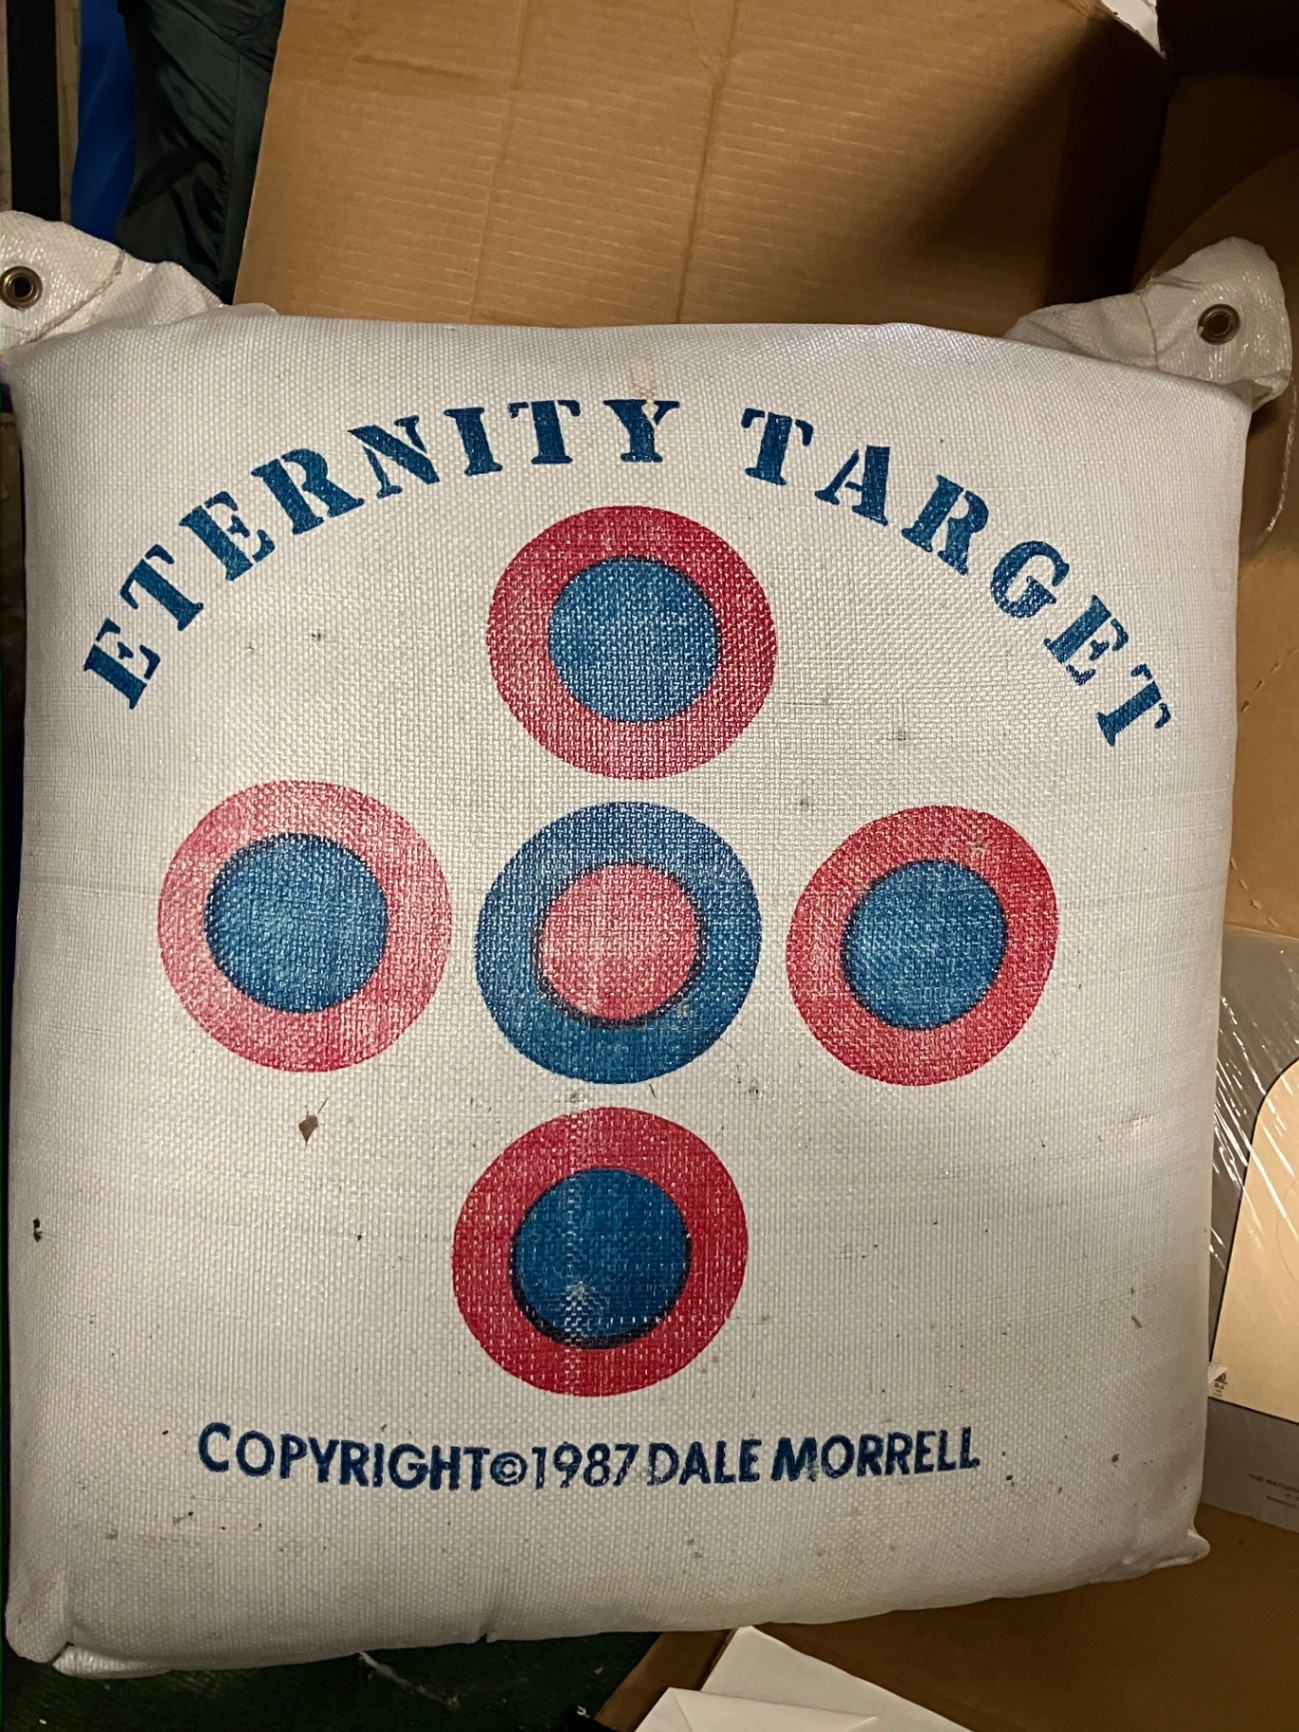 ETERNITY TARGET
COPYRIGHT©1987 DALE MORRELL